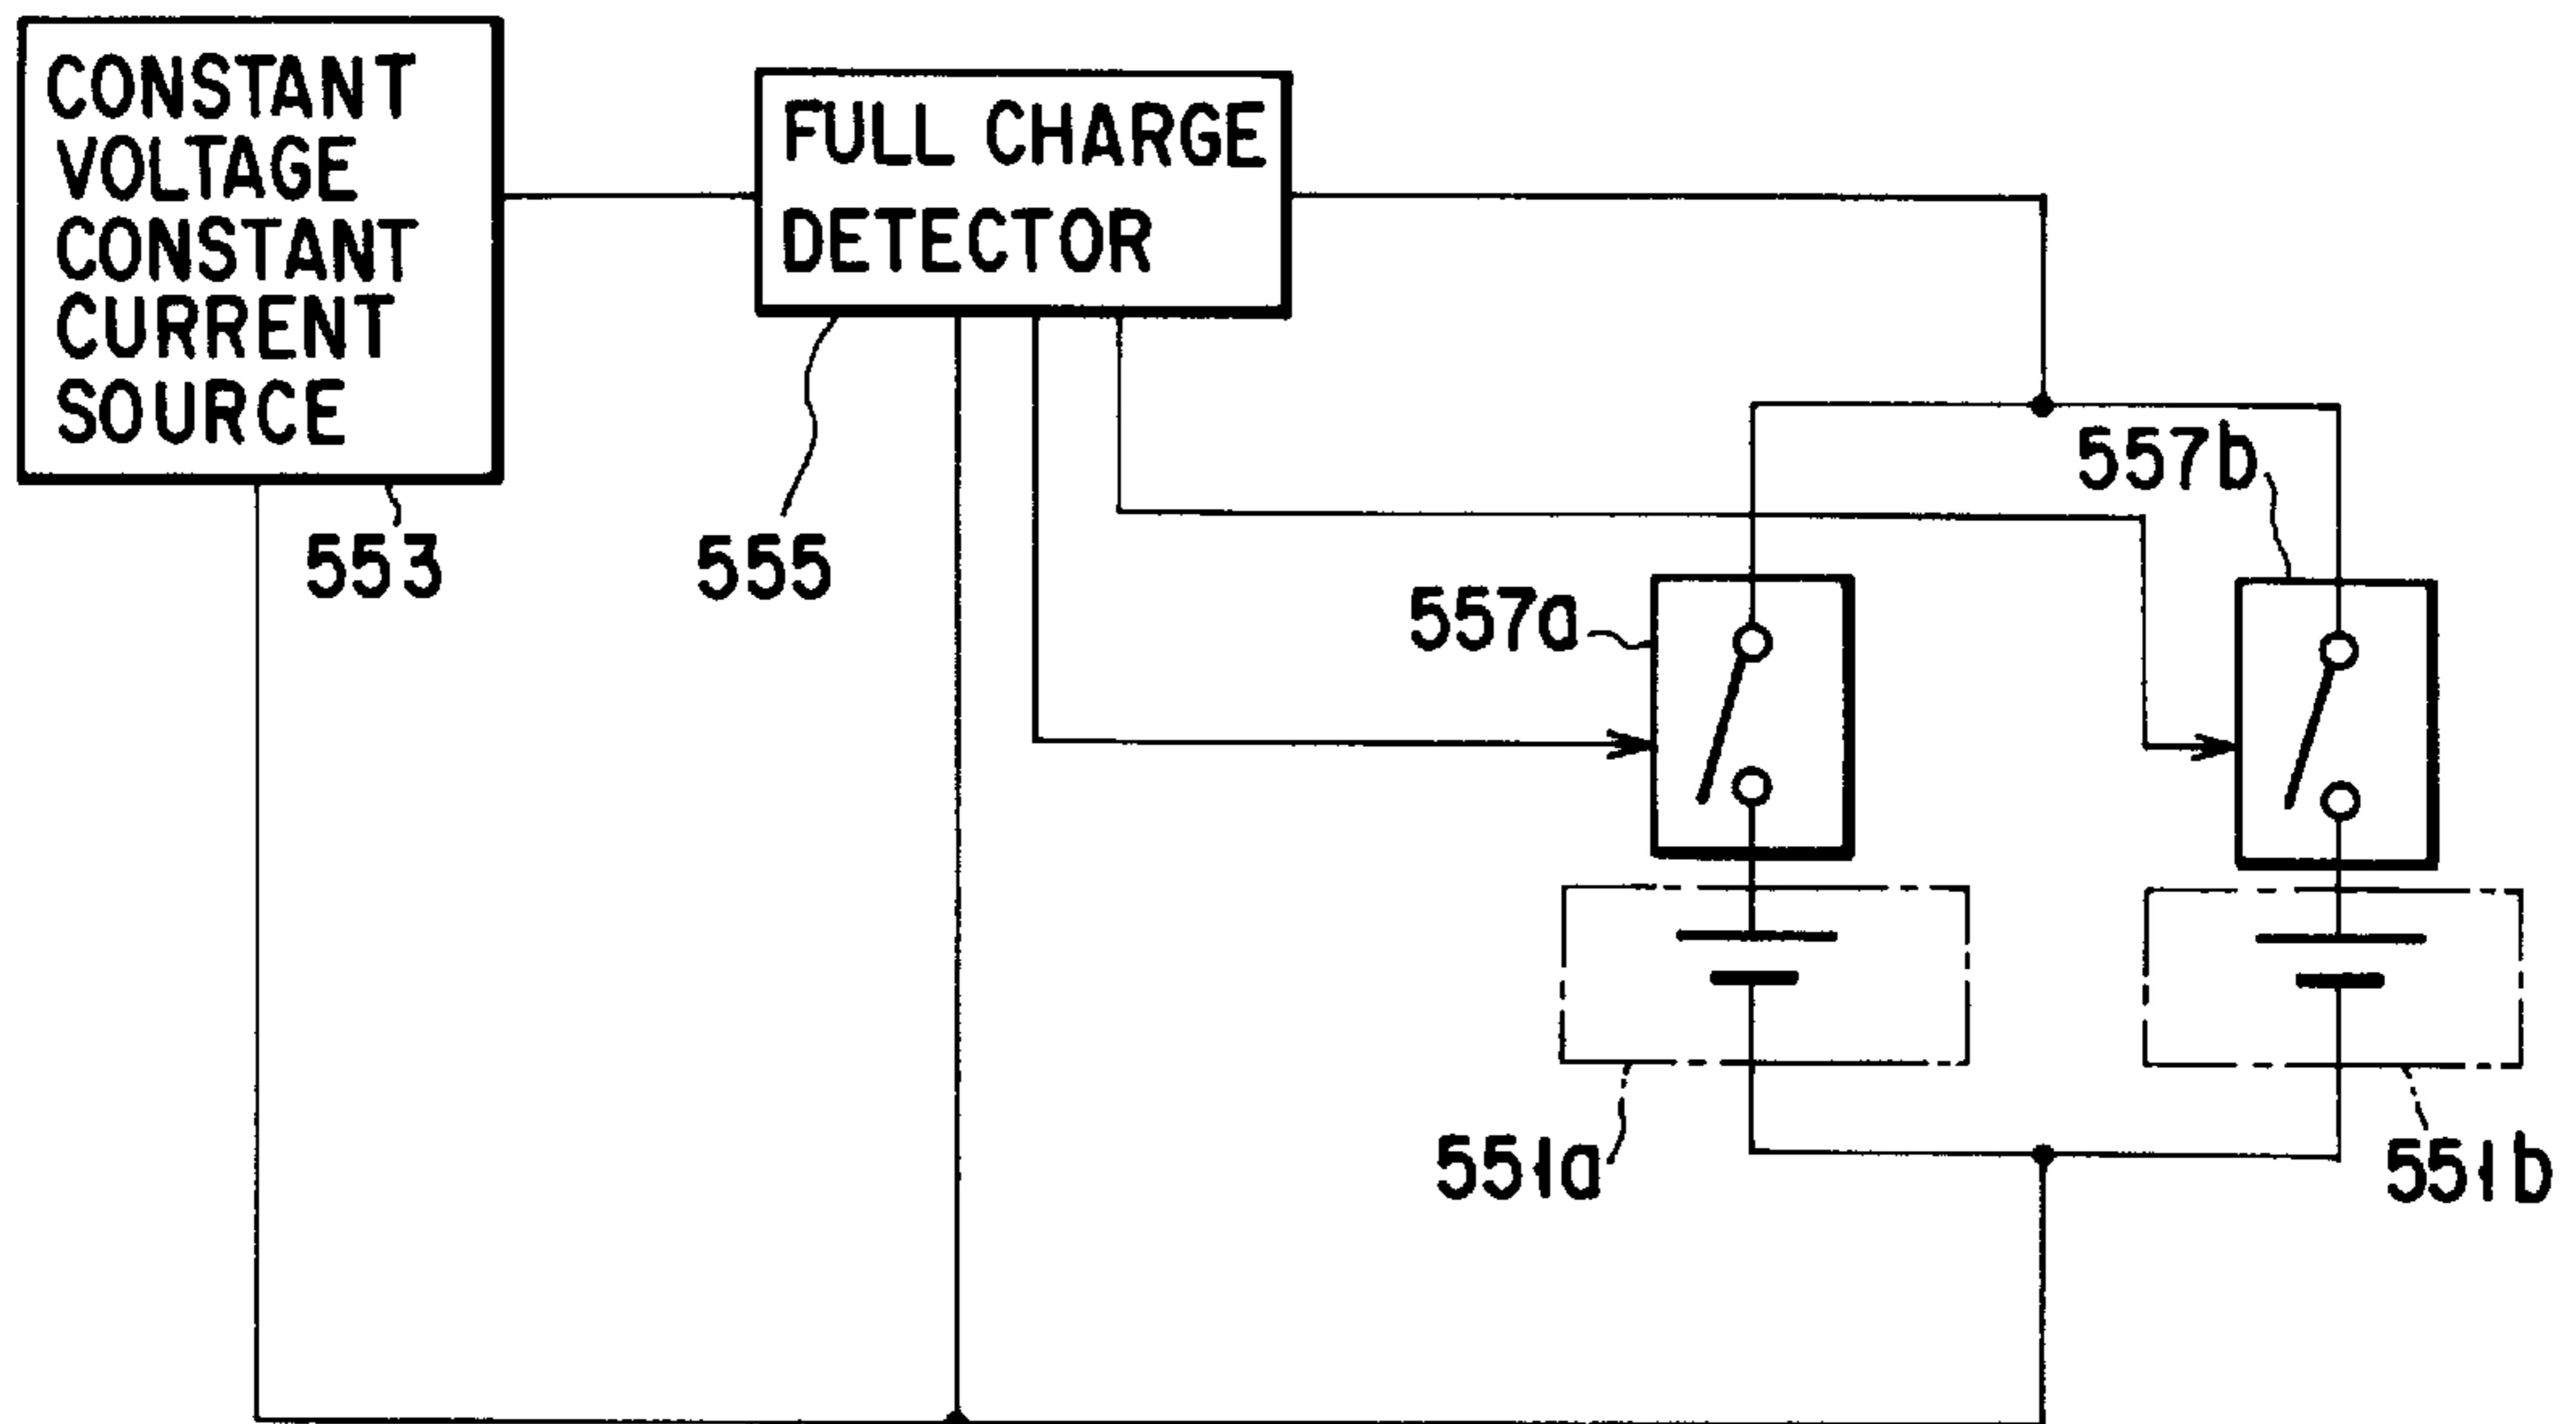 CONSTANT
VOLTAGE
CONSTANT
CURRENT
SOURCE
FULL CHARGE
DETECTOR
553
555
557a
557b
551a
551b